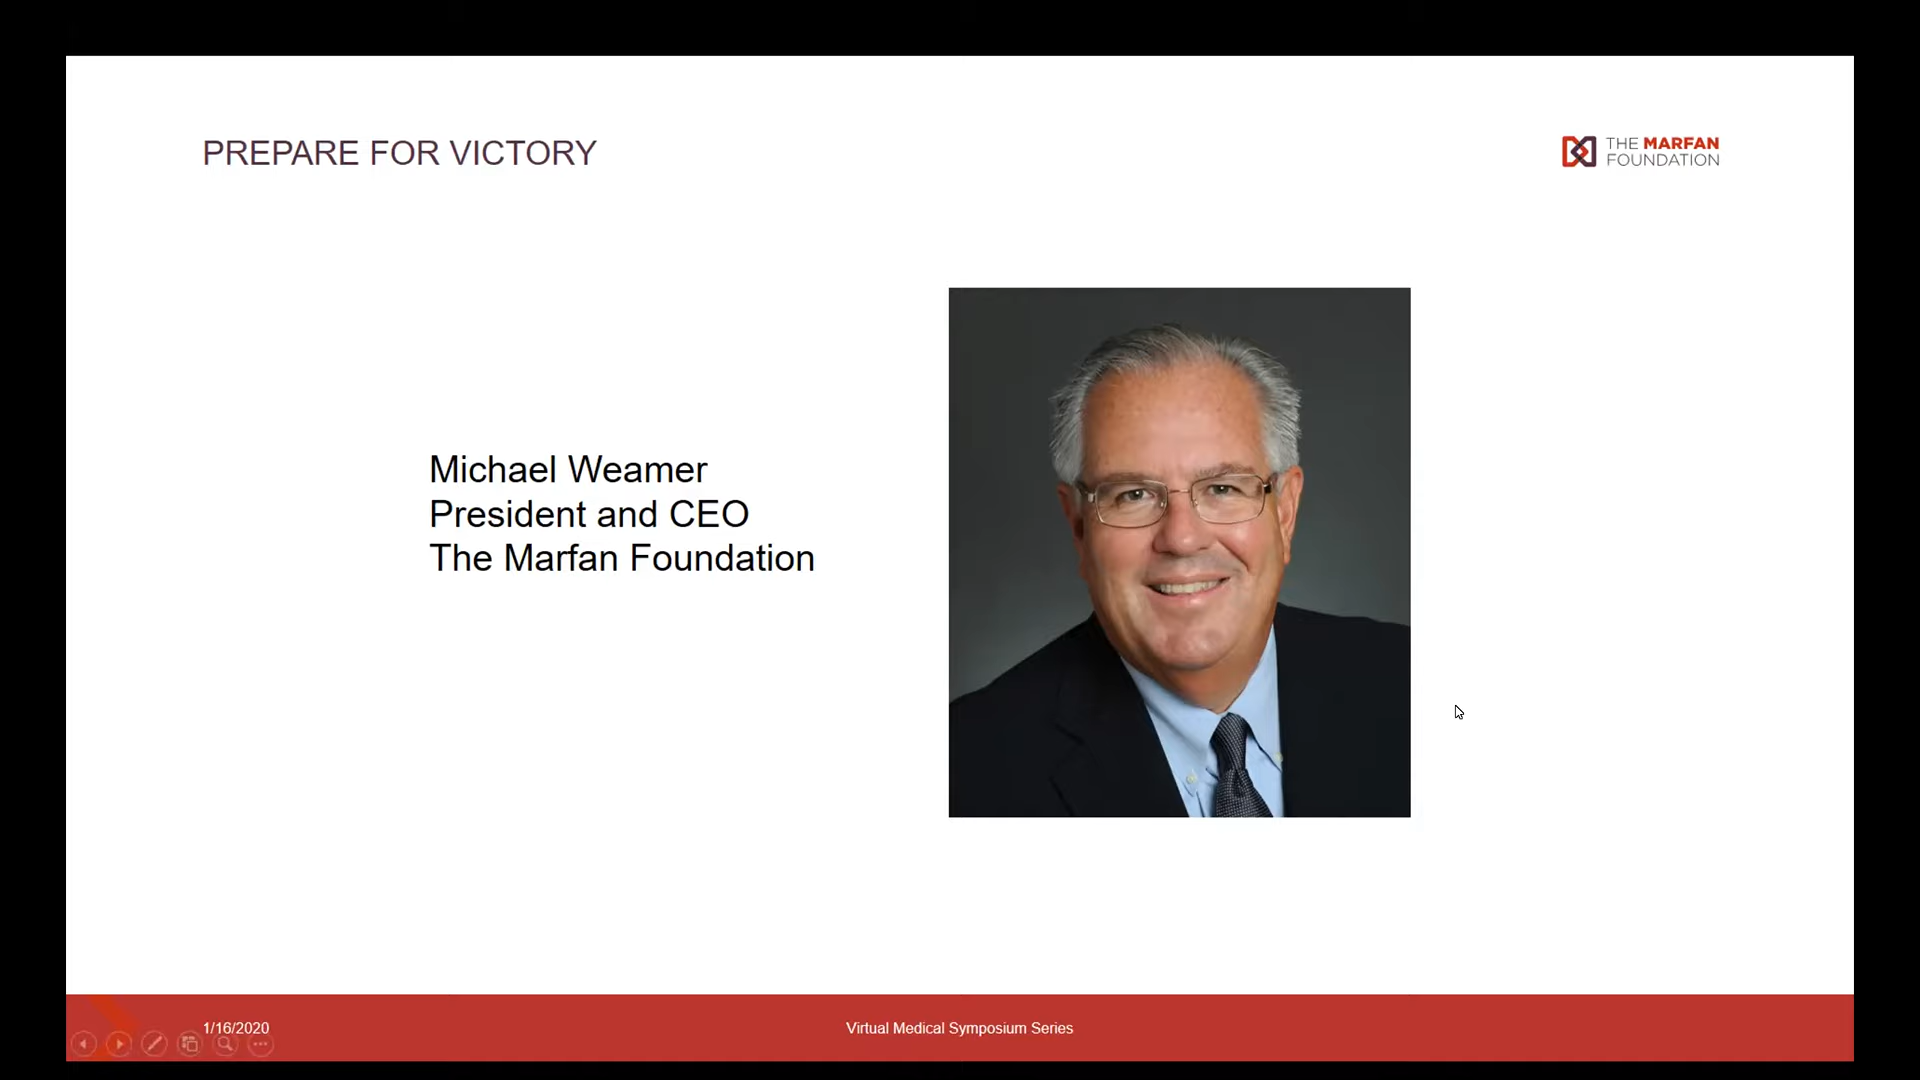 PREPARE FOR VICTORY
THE MARFAN
FOUNDATION
Michael Weamer
President and CEO
The Marfan Foundation
1/16/2020
Virtual Medical Symposium Series